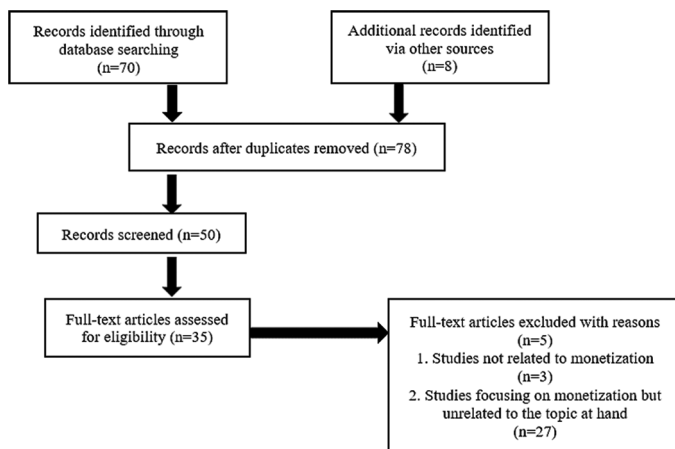 Records identified through
database searching
(n=70)
Additional records identified
via other sources
(n=8)
Records after duplicates removed (n=78)
Records screened (n=50)
Full-text articles assessed
for eligibility (n=35)
Full-text articles excluded with reasons
(n=5)
1. Studies not related to monetization
(n=3)
2. Studies focusing on monetization but
unrelated to the topic at hand
(n=27)